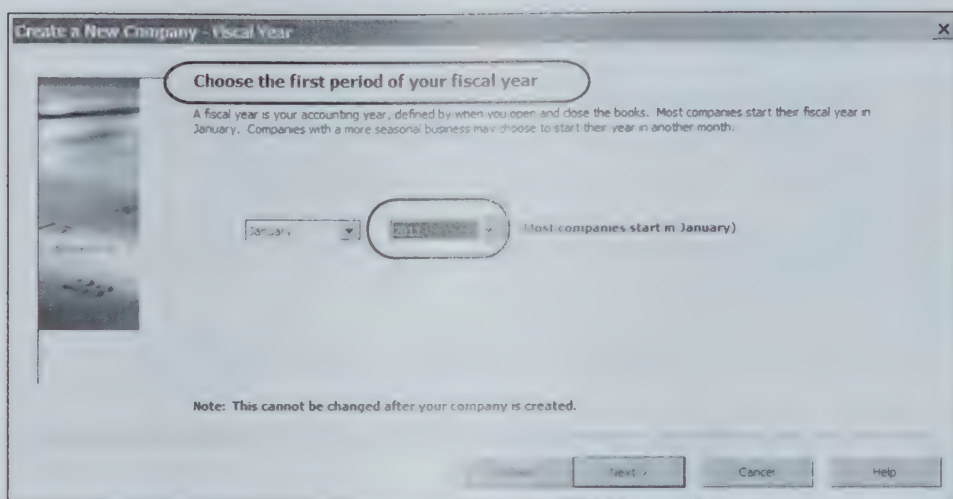 Create a New Company - Fiscal Year
Choose the first period of your fiscal year
A fiscal year is your accounting year, defined by when you open and close the books. Most companies start their fiscal year in
January. Companies with a more seasonal business may choose to start their year in another month.
January Most companies start in January)
Note: This cannot be changed after your company is created.
Next > Cancel Help